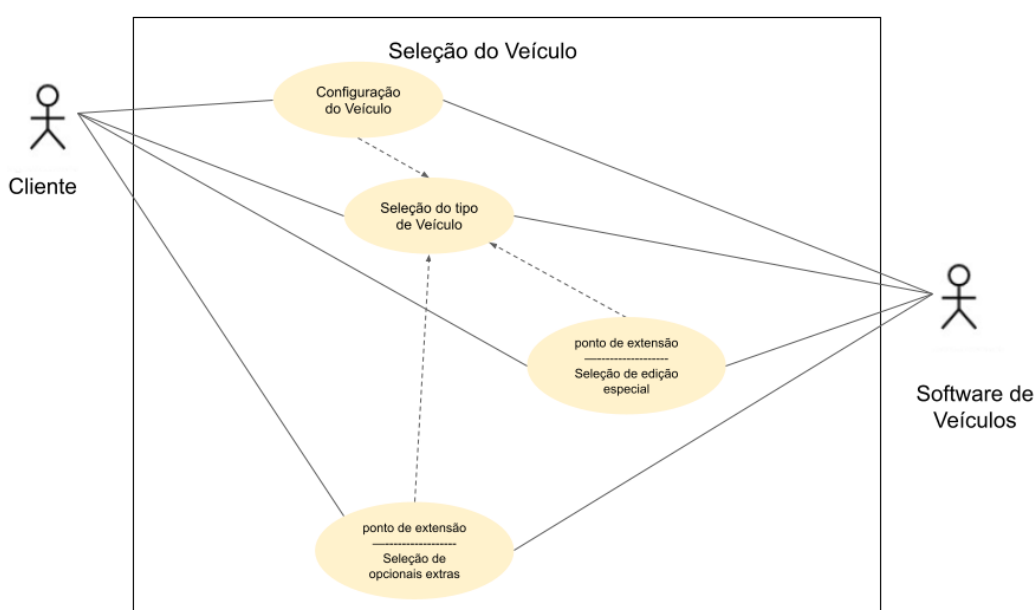 Seleção do Veículo
Configuração
do Veículo
Cliente
Seleção do tipo
de Veículo
ponto de extensão
---------------------
Seleção de edição
especial
Software de
Veículos
ponto de extensão
---------------------
Seleção de
opcionais extras